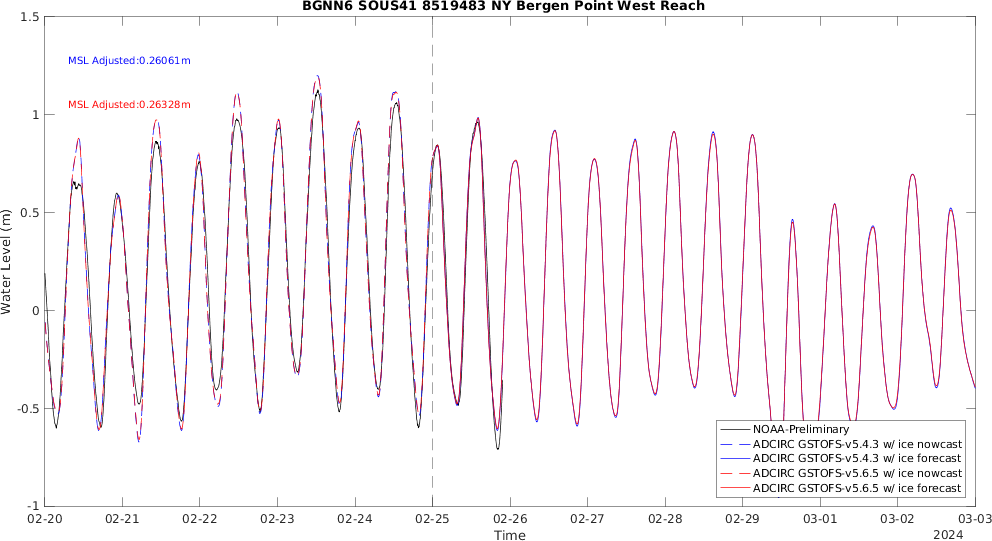 BGNN6 SOUS41 8519483 NY Bergen Point West Reach
1.5
MSL Adjusted:0.26061m
MSL Adjusted:0.26328m
1
0.5
0
-0.5
-1
Water Level (m)
NOAA-Preliminary
ADCIRC GSTOFS-v5.4.3 w/ ice nowcast
ADCIRC GSTOFS-v5.4.3 w/ ice forecast
ADCIRC GSTOFS-v5.6.5 w/ ice nowcast
ADCIRC GSTOFS-v5.6.5 w/ ice forecast
02-20 02-21 02-22 02-23 02-24 02-25 02-26 02-27 02-28 02-29 03-01 03-02 03-03
Time
2024